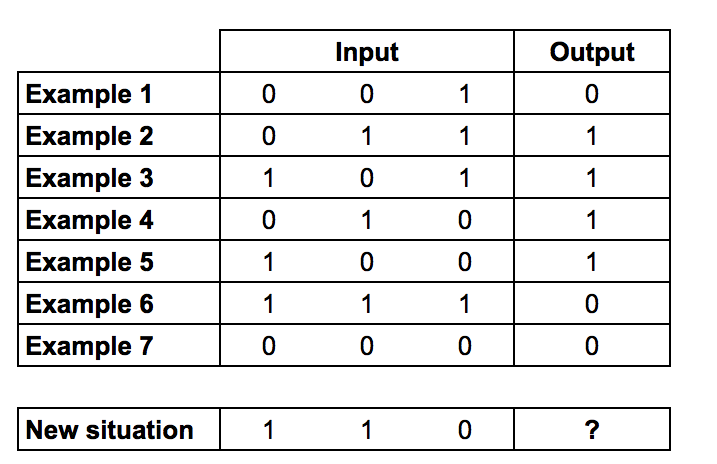 Input Output
Example 1 0 0 1 0
Example 2 0 1 1 1
Example 3 1 0 1 1
Example 4 0 1 0 1
Example 5 1 0 0 1
Example 6 1 1 1 0
Example 7 0 0 0 0
New situation 1 1 0 ?